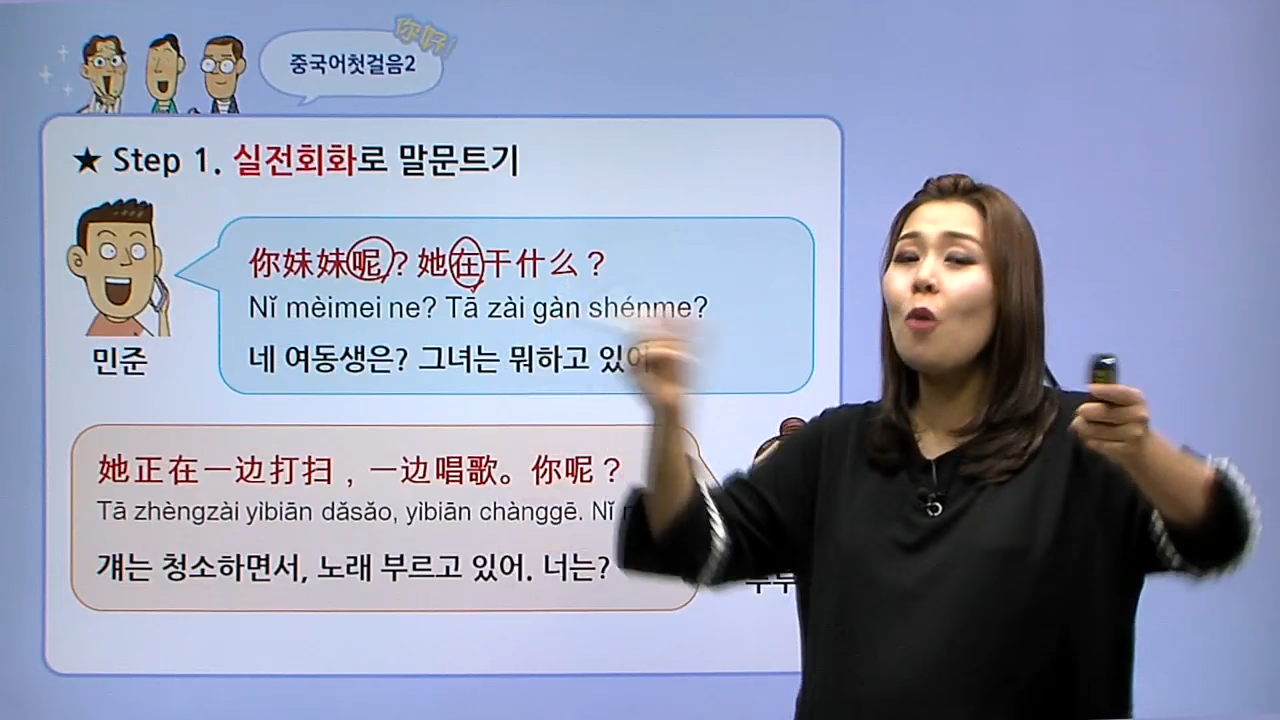 你好!
중국어첫걸음2
★ Step 1. 실전회화로 말문트기
你妹妹呢？她在干什么？
Nǐ mèimei ne? Tā zài gàn shénme?
민준
네 여동생은? 그녀는 뭐하고 있어
她正在一边打扫，一边唱歌。你呢？
Tā zhèngzài yìbiān dǎsǎo, yìbiān chànggē. Nǐ
걔는 청소하면서, 노래 부르고 있어. 너는?